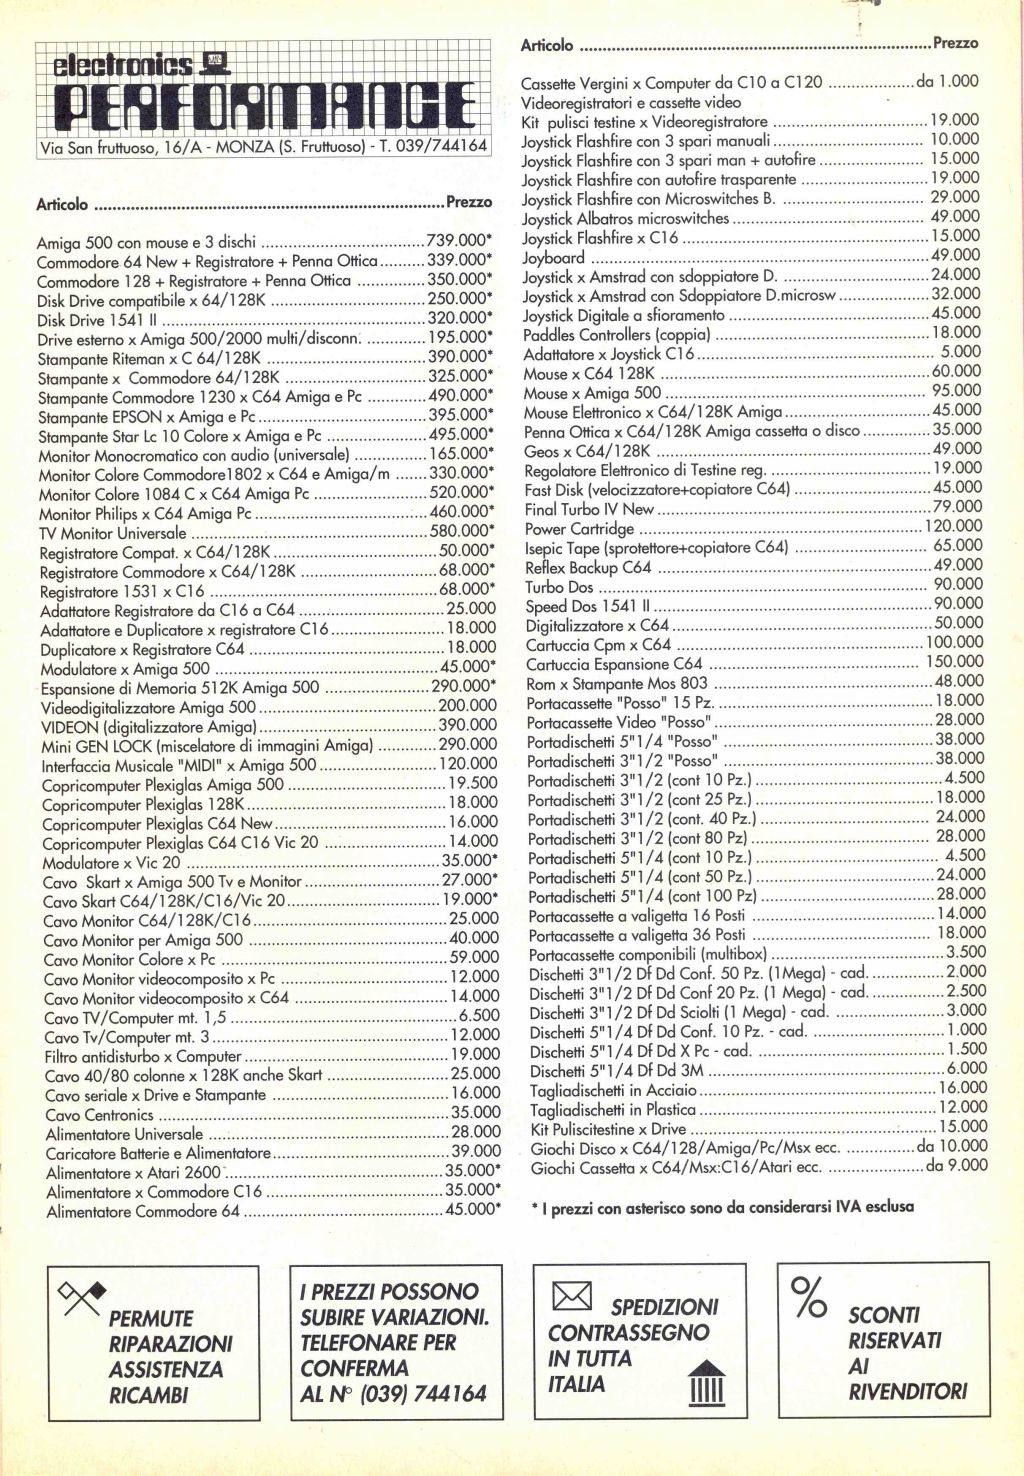 electronics
PERFORMANCE
Via San fruttuoso, 16/A - MONZA (S. Fruttuoso) - T. 039/744164
Articolo ........ Prezzo
Amiga 500 con mouse e 3 dischi ........ 739.000*
Commodore 64 New + Registratore + Penna Ottica ........ 339.000*
Commodore 128 + Registratore + Penna Ottica ........ 350.000*
Disk Drive compatibile x 64/128K ........ 250.000*
Disk Drive 1541 II ........ 320.000*
Drive esterno x Amiga 500/2000 multi/disconn. ........ 195.000*
Stampante Riteman x C 64/128K ........ 390.000*
Stampante x Commodore 64/128K ........ 325.000*
Stampante Commodore 1230 x C64 Amiga e Pc ........ 490.000*
Stampante EPSON x Amiga e Pc ........ 395.000*
Stampante Star Lc 10 Colore x Amiga e Pc ........ 495.000*
Monitor Monocromatico con audio (universale) ........ 165.000*
Monitor Colore Commodore1802 x C64 e Amiga/m ........ 330.000*
Monitor Colore 1084 C x C64 Amiga Pc ........ 520.000*
Monitor Philips x C64 Amiga Pc ........ 460.000*
TV Monitor Universale ........ 580.000*
Registratore Compat. x C64/128K ........ 50.000*
Registratore Commodore x C64/128K ........ 68.000*
Registratore 1531 x C16 ........ 68.000*
Adattatore Registratore da C16 a C64 ........ 25.000
Adattatore e Duplicatore x registratore C16 ........ 18.000
Duplicatore x Registratore C64 ........ 18.000
Modulatore x Amiga 500 ........ 45.000*
Espansione di Memoria 512K Amiga 500 ........ 290.000*
Videodigitalizzatore Amiga 500 ........ 200.000
VIDEON (digitalizzatore Amiga) ........ 390.000
Mini GEN LOCK (miscelatore di immagini Amiga) ........ 290.000
Interfaccia Musicale "MIDI" x Amiga 500 ........ 120.000
Copricomputer Plexiglas Amiga 500 ........ 19.500
Copricomputer Plexiglas 128K ........ 18.000
Copricomputer Plexiglas C64 New ........ 16.000
Copricomputer Plexiglas C64 C16 Vic 20 ........ 14.000
Modulatore x Vic 20 ........ 35.000*
Cavo Skart x Amiga 500 Tv e Monitor ........ 27.000*
Cavo Skart C64/128K/C16/Vic 20 ........ 19.000*
Cavo Monitor C64/128K/C16 ........ 25.000
Cavo Monitor per Amiga 500 ........ 40.000
Cavo Monitor Colore x Pc ........ 59.000
Cavo Monitor videocomposito x Pc ........ 12.000
Cavo Monitor videocomposito x C64 ........ 14.000
Cavo TV/Computer mt. 1,5 ........ 6.500
Cavo Tv/Computer mt. 3 ........ 12.000
Filtro antidisturbo x Computer ........ 19.000
Cavo 40/80 colonne x 128K anche Skart ........ 25.000
Cavo seriale x Drive e Stampante ........ 16.000
Cavo Centronics ........ 35.000
Alimentatore Universale ........ 28.000
Caricatore Batterie e Alimentatore ........ 39.000
Alimentatore x Atari 2600 ........ 35.000*
Alimentatore x Commodore C16 ........ 35.000*
Alimentatore Commodore 64 ........ 45.000*
Articolo ........ Prezzo
Cassette Vergini x Computer da C10 a C120 ........ da 1.000
Videoregistratori e cassette video
Kit pulisci testine x Videoregistratore ........ 19.000
Joystick Flashfire con 3 spari manuali ........ 10.000
Joystick Flashfire con 3 spari man + autofire ........ 15.000
Joystick Flashfire con autofire trasparente ........ 19.000
Joystick Flashfire con Microswitches B. ........ 29.000
Joystick Albatros microswitches ........ 49.000
Joystick Flashfire x C16 ........ 15.000
Joyboard ........ 49.000
Joystick x Amstrad con sdoppiatore D. ........ 24.000
Joystick x Amstrad con Sdoppiatore D.microsw ........ 32.000
Joystick Digitale a sfioramento ........ 45.000
Paddles Controllers (coppia) ........ 18.000
Adattatore x Joystick C16 ........ 5.000
Mouse x C64 128K ........ 60.000
Mouse x Amiga 500 ........ 95.000
Mouse Elettronico x C64/128K Amiga ........ 45.000
Penna Ottica x C64/128K Amiga cassetta o disco ........ 35.000
Geos x C64/128K ........ 49.000
Regolatore Elettronico di Testine reg. ........ 19.000
Fast Disk (velocizzatore+copiatore C64) ........ 45.000
Final Turbo IV New ........ 79.000
Power Cartridge ........ 120.000
Isepic Tape (sprotettore+copiatore C64) ........ 65.000
Reflex Backup C64 ........ 49.000
Turbo Dos ........ 90.000
Speed Dos 1541 II ........ 90.000
Digitalizzatore x C64 ........ 50.000
Cartuccia Cpm x C64 ........ 100.000
Cartuccia Espansione C64 ........ 150.000
Rom x Stampante Mos 803 ........ 48.000
Portacassette "Posso" 15 Pz. ........ 18.000
Portacassette Video "Posso" ........ 28.000
Portadischetti 5"1/4 "Posso" ........ 38.000
Portadischetti 3"1/2 "Posso" ........ 38.000
Portadischetti 3"1/2 (cont 10 Pz.) ........ 4.500
Portadischetti 3"1/2 (cont 25 Pz.) ........ 18.000
Portadischetti 3"1/2 (cont. 40 Pz.) ........ 24.000
Portadischetti 3"1/2 (cont 80 Pz) ........ 28.000
Portadischetti 5"1/4 (cont 10 Pz.) ........ 4.500
Portadischetti 5"1/4 (cont 50 Pz.) ........ 24.000
Portadischetti 5"1/4 (cont 100 Pz) ........ 28.000
Portacassette a valigetta 16 Posti ........ 14.000
Portacassette a valigetta 36 Posti ........ 18.000
Portacassette componibili (multibox) ........ 3.500
Dischetti 3"1/2 Df Dd Conf. 50 Pz. (1Mega) - cad. ........ 2.000
Dischetti 3"1/2 Df Dd Conf 20 Pz. (1 Mega) - cad. ........ 2.500
Dischetti 3"1/2 Df Dd Sciolti (1 Mega) - cad. ........ 3.000
Dischetti 5"1/4 Df Dd Conf. 10 Pz. - cad. ........ 1.000
Dischetti 5"1/4 Df Dd X Pc - cad. ........ 1.500
Dischetti 5"1/4 Df Dd 3M ........ 6.000
Tagliadischetti in Acciaio ........ 16.000
Tagliadischetti in Plastica ........ 12.000
Kit Puliscitestine x Drive ........ 15.000
Giochi Disco x C64/128/Amiga/Pc/Msx ecc. ........ da 10.000
Giochi Cassetta x C64/Msx:C16/Atari ecc. ........ da 9.000
* I prezzi con asterisco sono da considerarsi IVA esclusa
PERMUTE
RIPARAZIONI
ASSISTENZA
RICAMBI
I PREZZI POSSONO
SUBIRE VARIAZIONI.
TELEFONARE PER
CONFERMA
AL N° (039) 744164
SPEDIZIONI
CONTRASSEGNO
IN TUTTA
ITALIA
%
SCONTI
RISERVATI
AI
RIVENDITORI